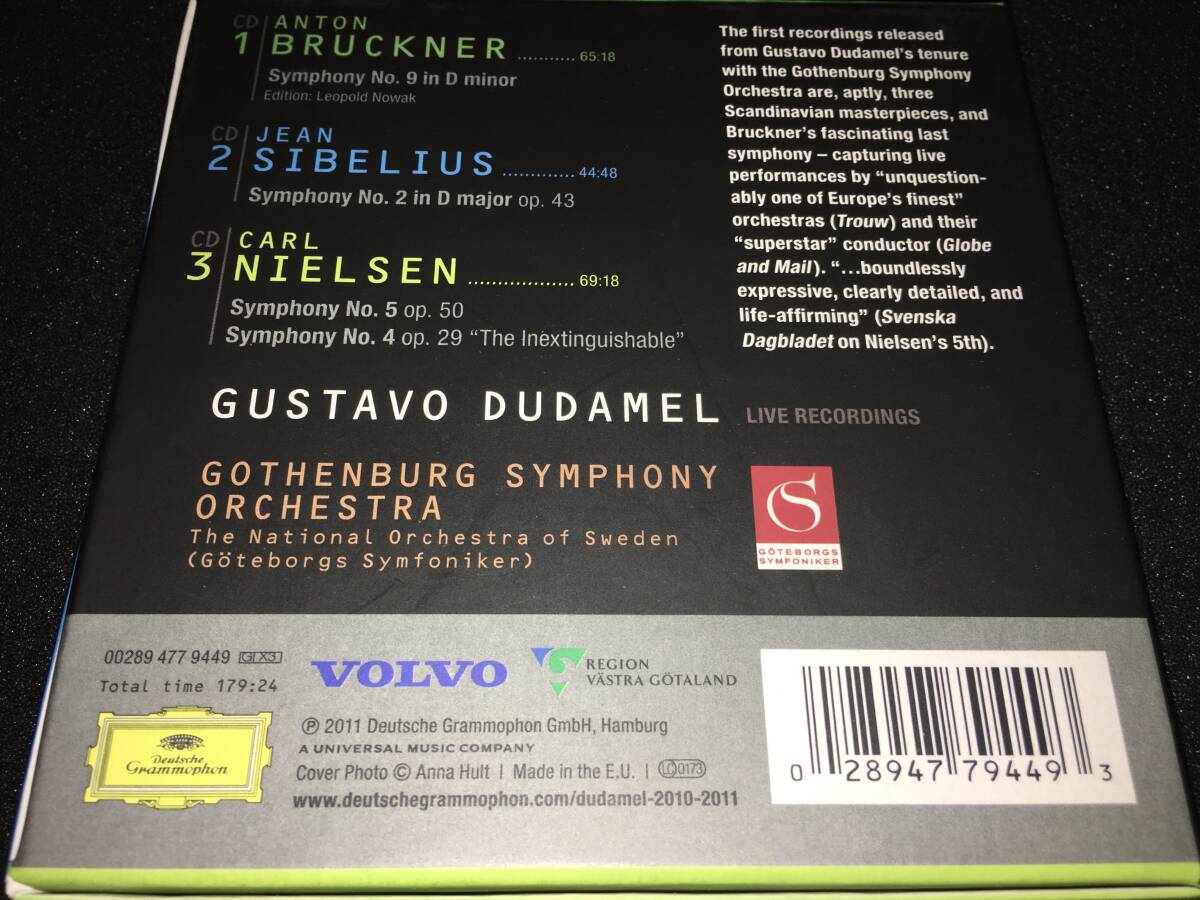 CD 1 ANTON
BRUCKNER ........... 65:18
Symphony No. 9 in D minor
Edition: Leopold Nowak
CD 2 JEAN
SIBELIUS ............. 44:48
Symphony No. 2 in D major op. 43
CD 3 CARL
NIELSEN .................. 69:18
Symphony No. 5 op. 50
Symphony No. 4 op. 29 “The Inextinguishable”
The first recordings released
from Gustavo Dudamel’s tenure
with the Gothenburg Symphony
Orchestra are, aptly, three
Scandinavian masterpieces, and
Bruckner’s fascinating last
symphony – capturing live
performances by “unquestion-
ably one of Europe’s finest”
orchestras (Trouw) and their
“superstar” conductor (Globe
and Mail). “...boundlessly
expressive, clearly detailed, and
life-affirming” (Svenska
Dagbladet on Nielsen’s 5th).
GUSTAVO DUDAMEL LIVE RECORDINGS
GOTHENBURG SYMPHONY
ORCHESTRA
The National Orchestra of Sweden
(Göteborgs Symfoniker)
GÖTEBORGS
SYMFONIKER
00289 477 9449 GX3
Total time 179:24
VOLVO
REGION
VÄSTRA GÖTALAND
Deutsche
Grammophon
℗ 2011 Deutsche Grammophon GmbH, Hamburg
A UNIVERSAL MUSIC COMPANY
Cover Photo © Anna Hult | Made in the E.U. | LC 0173
www.deutschegrammophon.com/dudamel-2010-2011
0 28947 79449 3